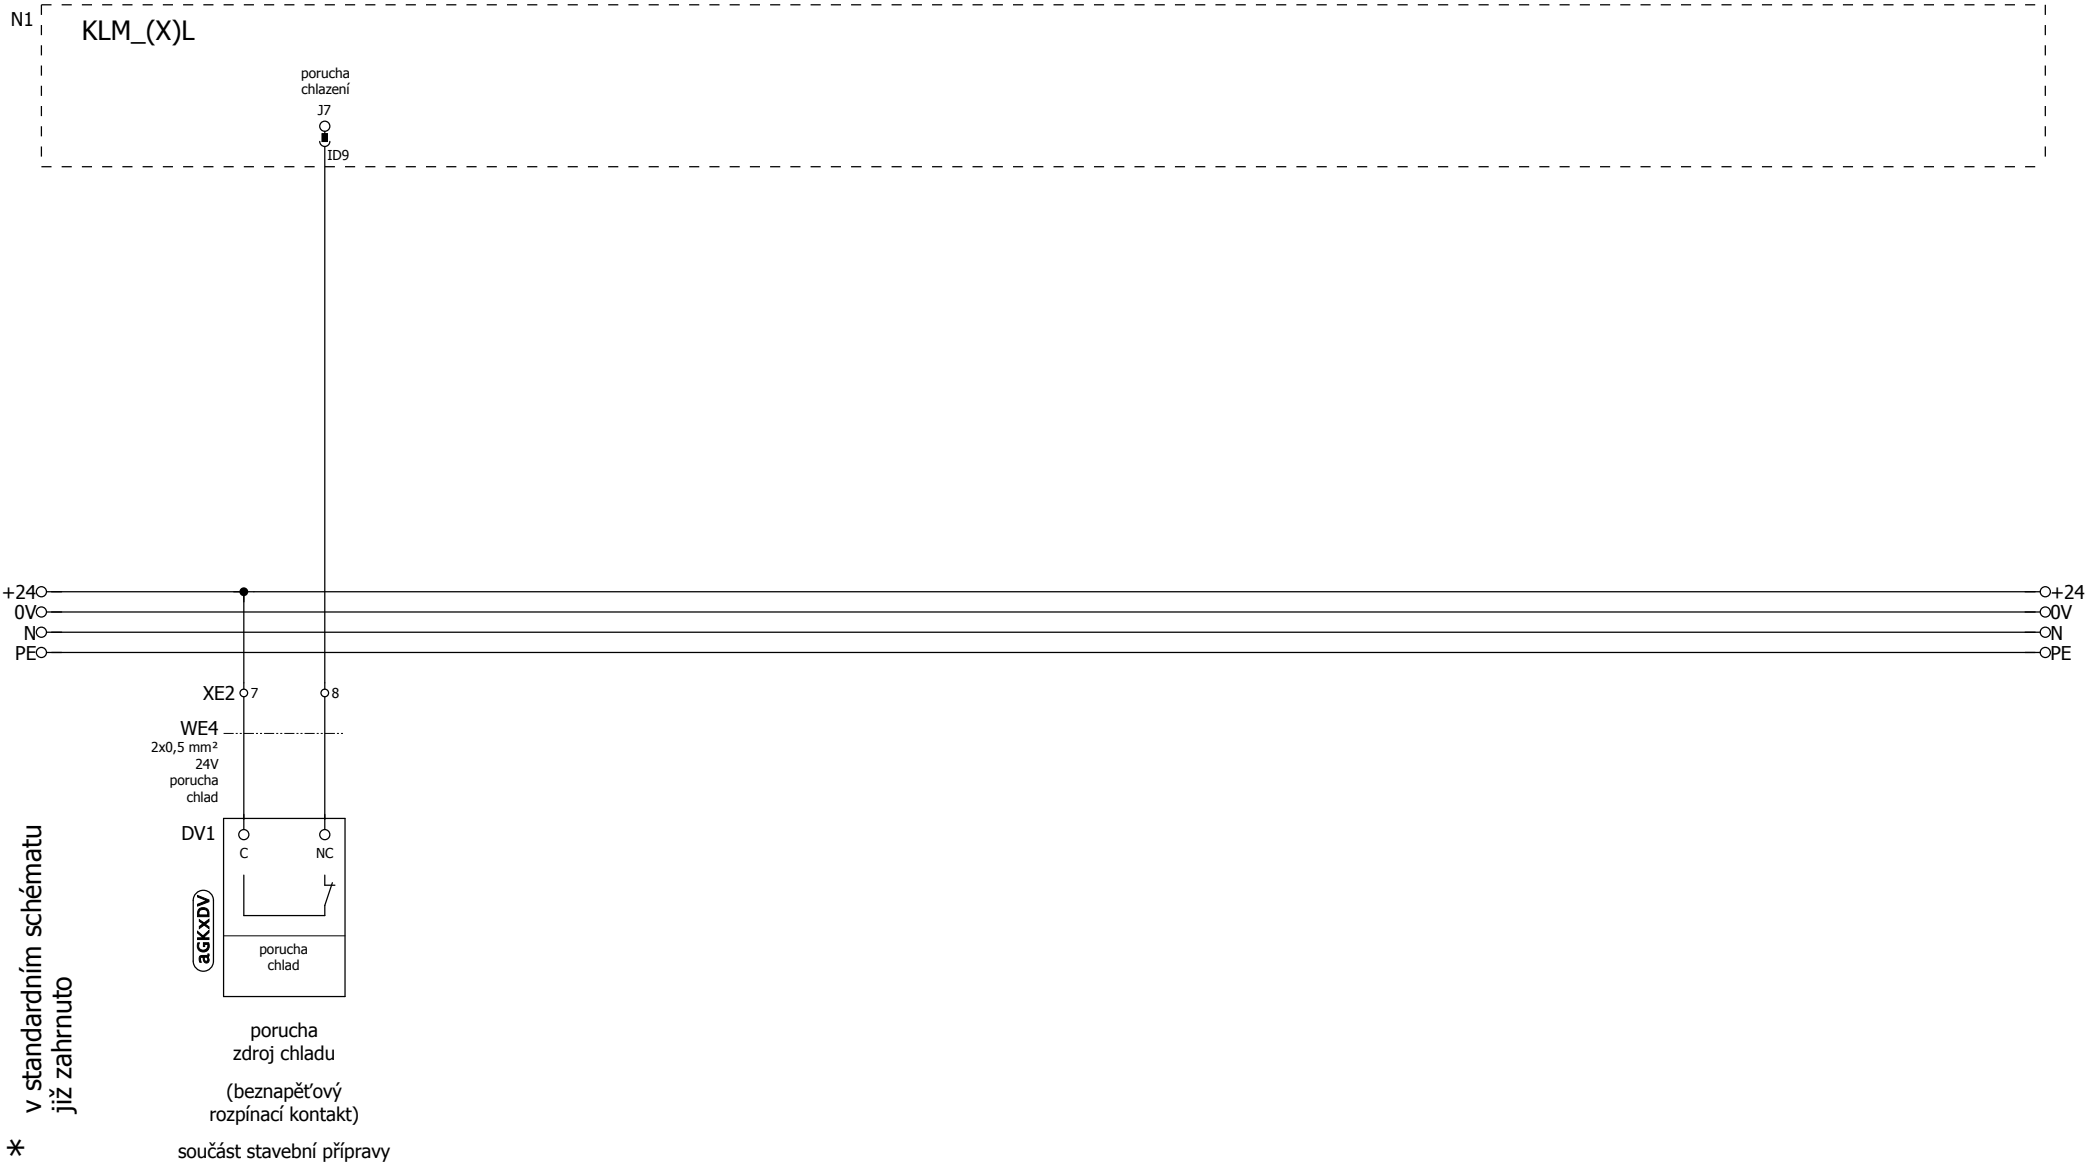 N1
KLM_(X)L
porucha
chlazení
J7
ID9
+24
0V
N
PE
+24
0V
N
PE
XE2
7
8
WE4
2x0,5 mm²
24V
porucha
chlad
DV1
C
NC
aGKxDV
porucha
chlad
porucha
zdroj chladu
(beznapěťový
rozpínací kontakt)
součást stavební přípravy
v standardním schématu
již zahrnuto
*